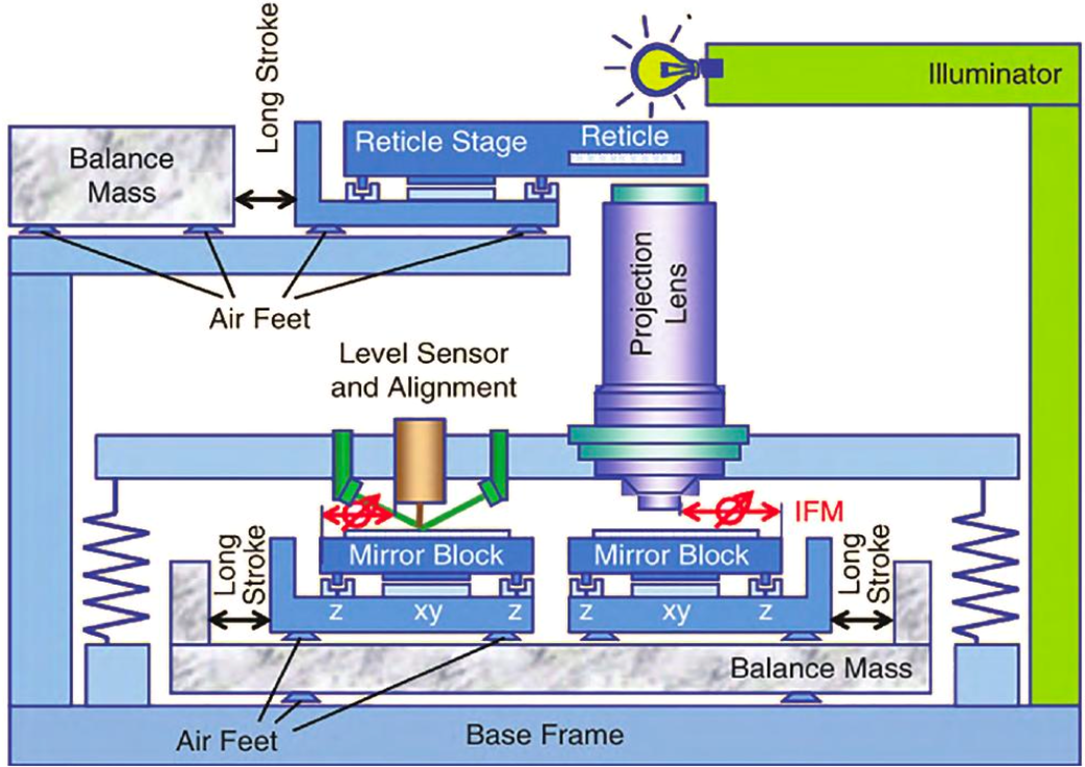 Long Stroke
Illuminator
Balance
Mass
Reticle Stage
Reticle
Projection
Lens
Air Feet
Level Sensor
and Alignment
IFM
Long
Stroke
Mirror Block
Mirror Block
Long
Stroke
z
xy
z
z
xy
z
Balance Mass
Air Feet
Base Frame